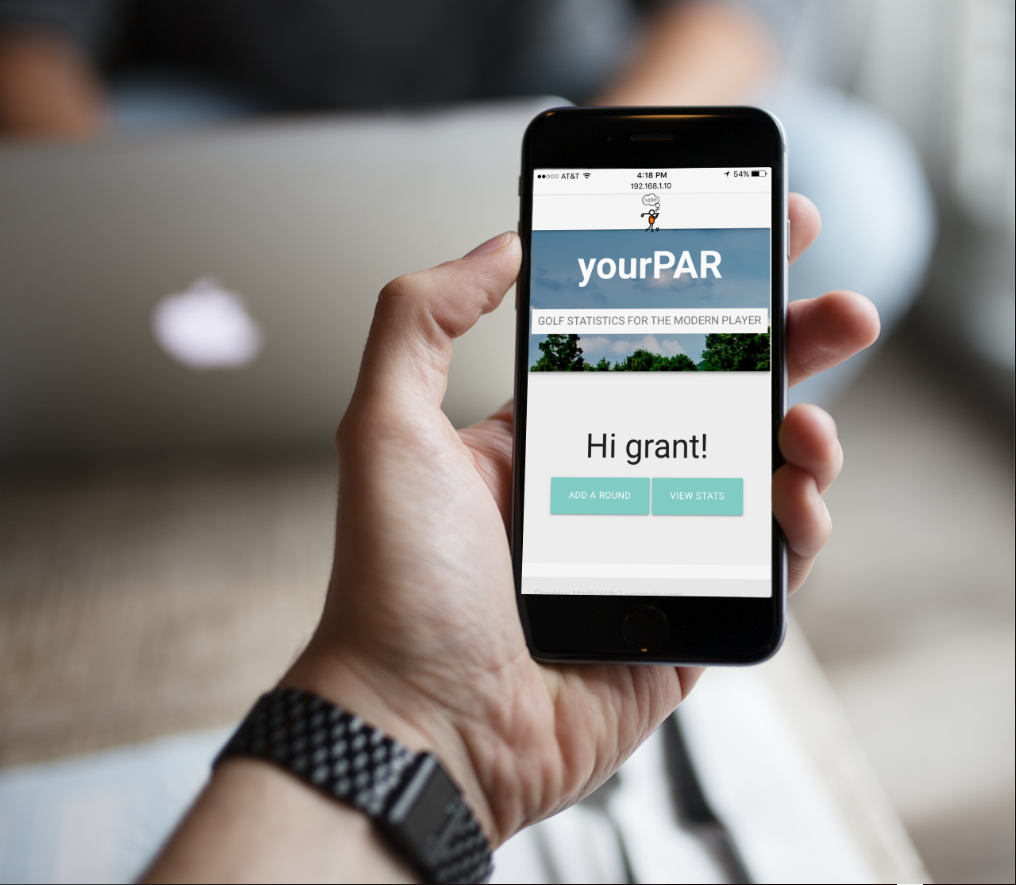 AT&T 4:18 PM 54%
192.168.1.10
yourPAR
GOLF STATISTICS FOR THE MODERN PLAYER
Hi grant!
ADD A ROUND VIEW STATS